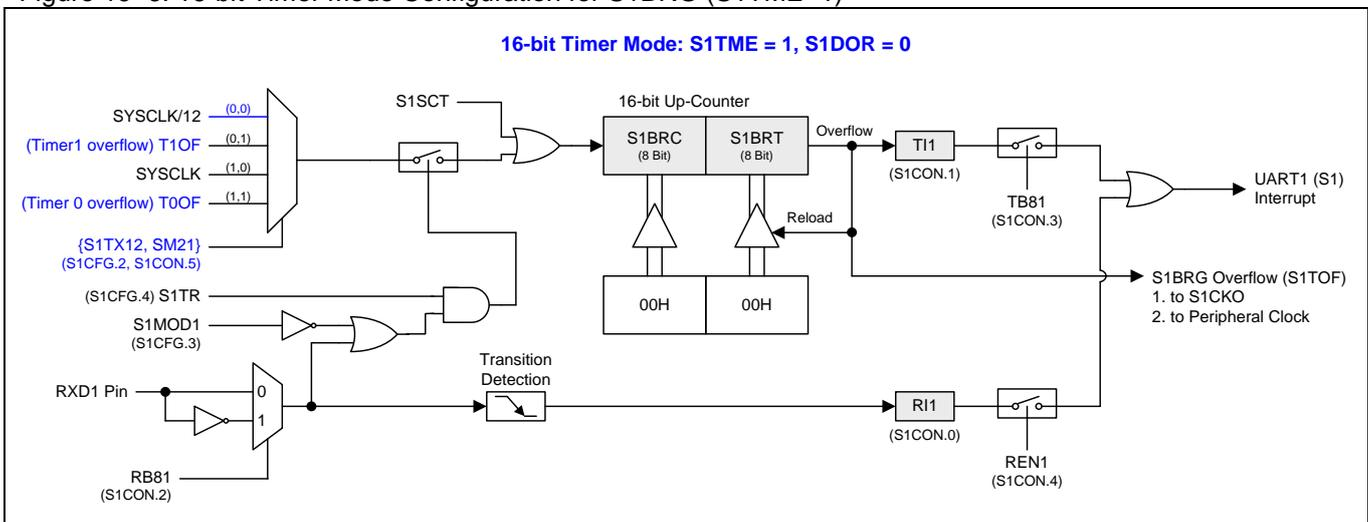 16-bit Timer Mode: S1TME = 1, S1DOR = 0
SYSCLK/12
(0,0)
(Timer1 overflow) T1OF
(0,1)
SYSCLK
(1,0)
(Timer 0 overflow) T0OF
(1,1)
{S1TX12, SM21}
(S1CFG.2, S1CON.5)
(S1CFG.4) S1TR
S1MOD1
(S1CFG.3)
RXD1 Pin
0
1
RB81
(S1CON.2)
S1SCT
16-bit Up-Counter
S1BRC
(8 Bit)
S1BRT
(8 Bit)
Overflow
Reload
00H
00H
Transition
Detection
TI1
(S1CON.1)
TB81
(S1CON.3)
UART1 (S1)
Interrupt
S1BRG Overflow (S1TOF)
1. to S1CKO
2. to Peripheral Clock
RI1
(S1CON.0)
REN1
(S1CON.4)